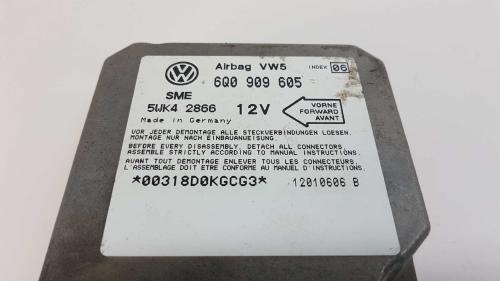 Airbag VW5 INDEX 06
6Q0 909 605
SME
5WK4 2866 12V
VORNE
FORWARD
AVANT
Made in Germany
VOR JEDER DEMONTAGE ALLE STECKVERBINDUNGEN LOESEN.
MONTAGE NUR NACH EINBAUANWEISUNG.
BEFORE EVERY DISASSEMBLY, DETACH ALL CONNECTORS.
ASSEMBLE STRICTLY ACCORDING TO MANUAL INSTRUCTIONS.
AVANT TOUT DEMONTAGE ENLEVER TOUS LES CONNECTEURS.
L'ASSEMBLAGE DOIT ETRE CONFORME AU MANUEL D'INSTRUCTIONS.
*00318D0KGCG3* 12010606 B